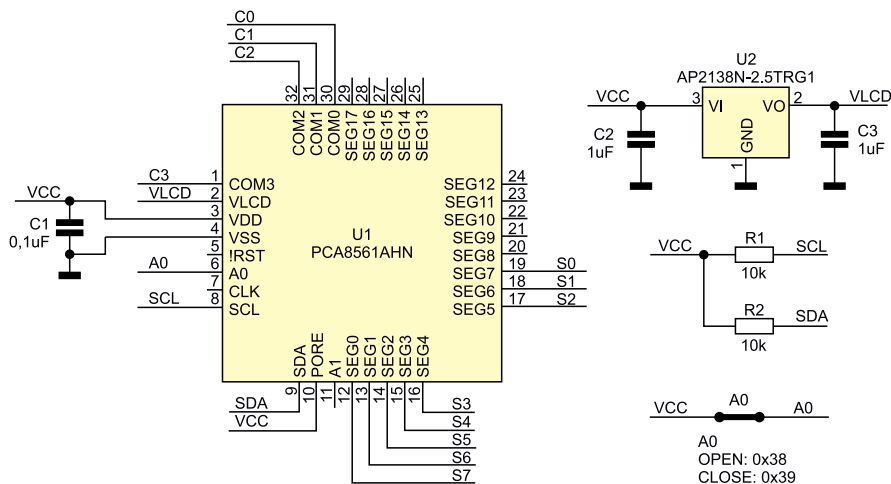 C0
C1
C2
32
31
30
29
28
27
26
25
COM2
COM1
COM0
SEG17
SEG16
SEG15
SEG14
SEG13
C3
VLCD
VCC
C1
0,1uF
A0
SCL
1
2
3
4
5
6
7
8
COM3
VLCD
VDD
VSS
!RST
A0
CLK
SCL
U1
PCA8561AHN
SEG12
SEG11
SEG10
SEG9
SEG8
SEG7
SEG6
SEG5
24
23
22
21
20
19
18
17
S0
S1
S2
SDA
PORE
A1
SEG0
SEG1
SEG2
SEG3
SEG4
9
10
11
12
13
14
15
16
SDA
VCC
S3
S4
S5
S6
S7
U2
AP2138N-2.5TRG1
VCC
3
VI
VO
2
VLCD
GND
1
C2
1uF
C3
1uF
VCC
R1
10k
SCL
R2
10k
SDA
VCC
A0
A0
A0
OPEN: 0x38
CLOSE: 0x39